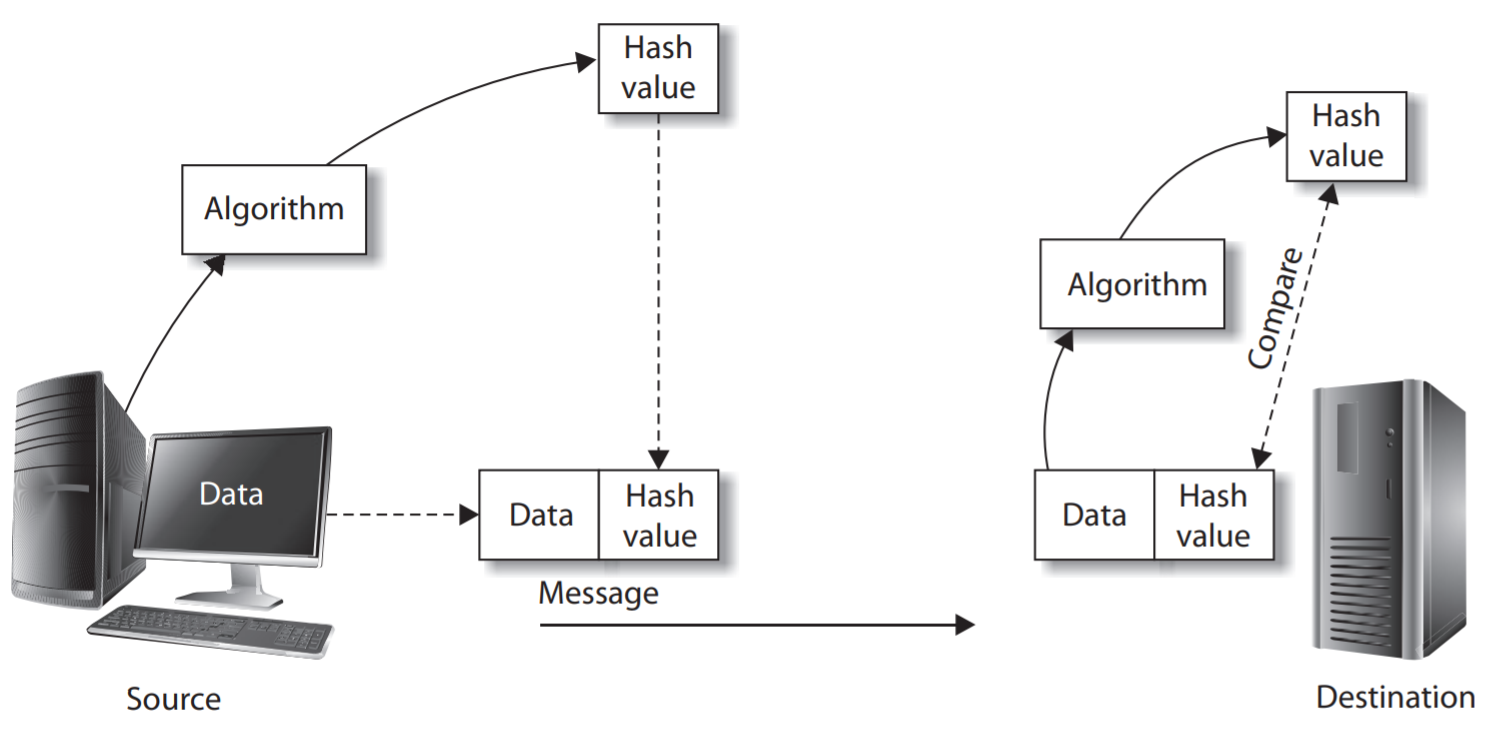 Hash
value
Algorithm
Data
Data
Hash
value
Message
Source
Hash
value
Algorithm
Compare
Data
Hash
value
Destination